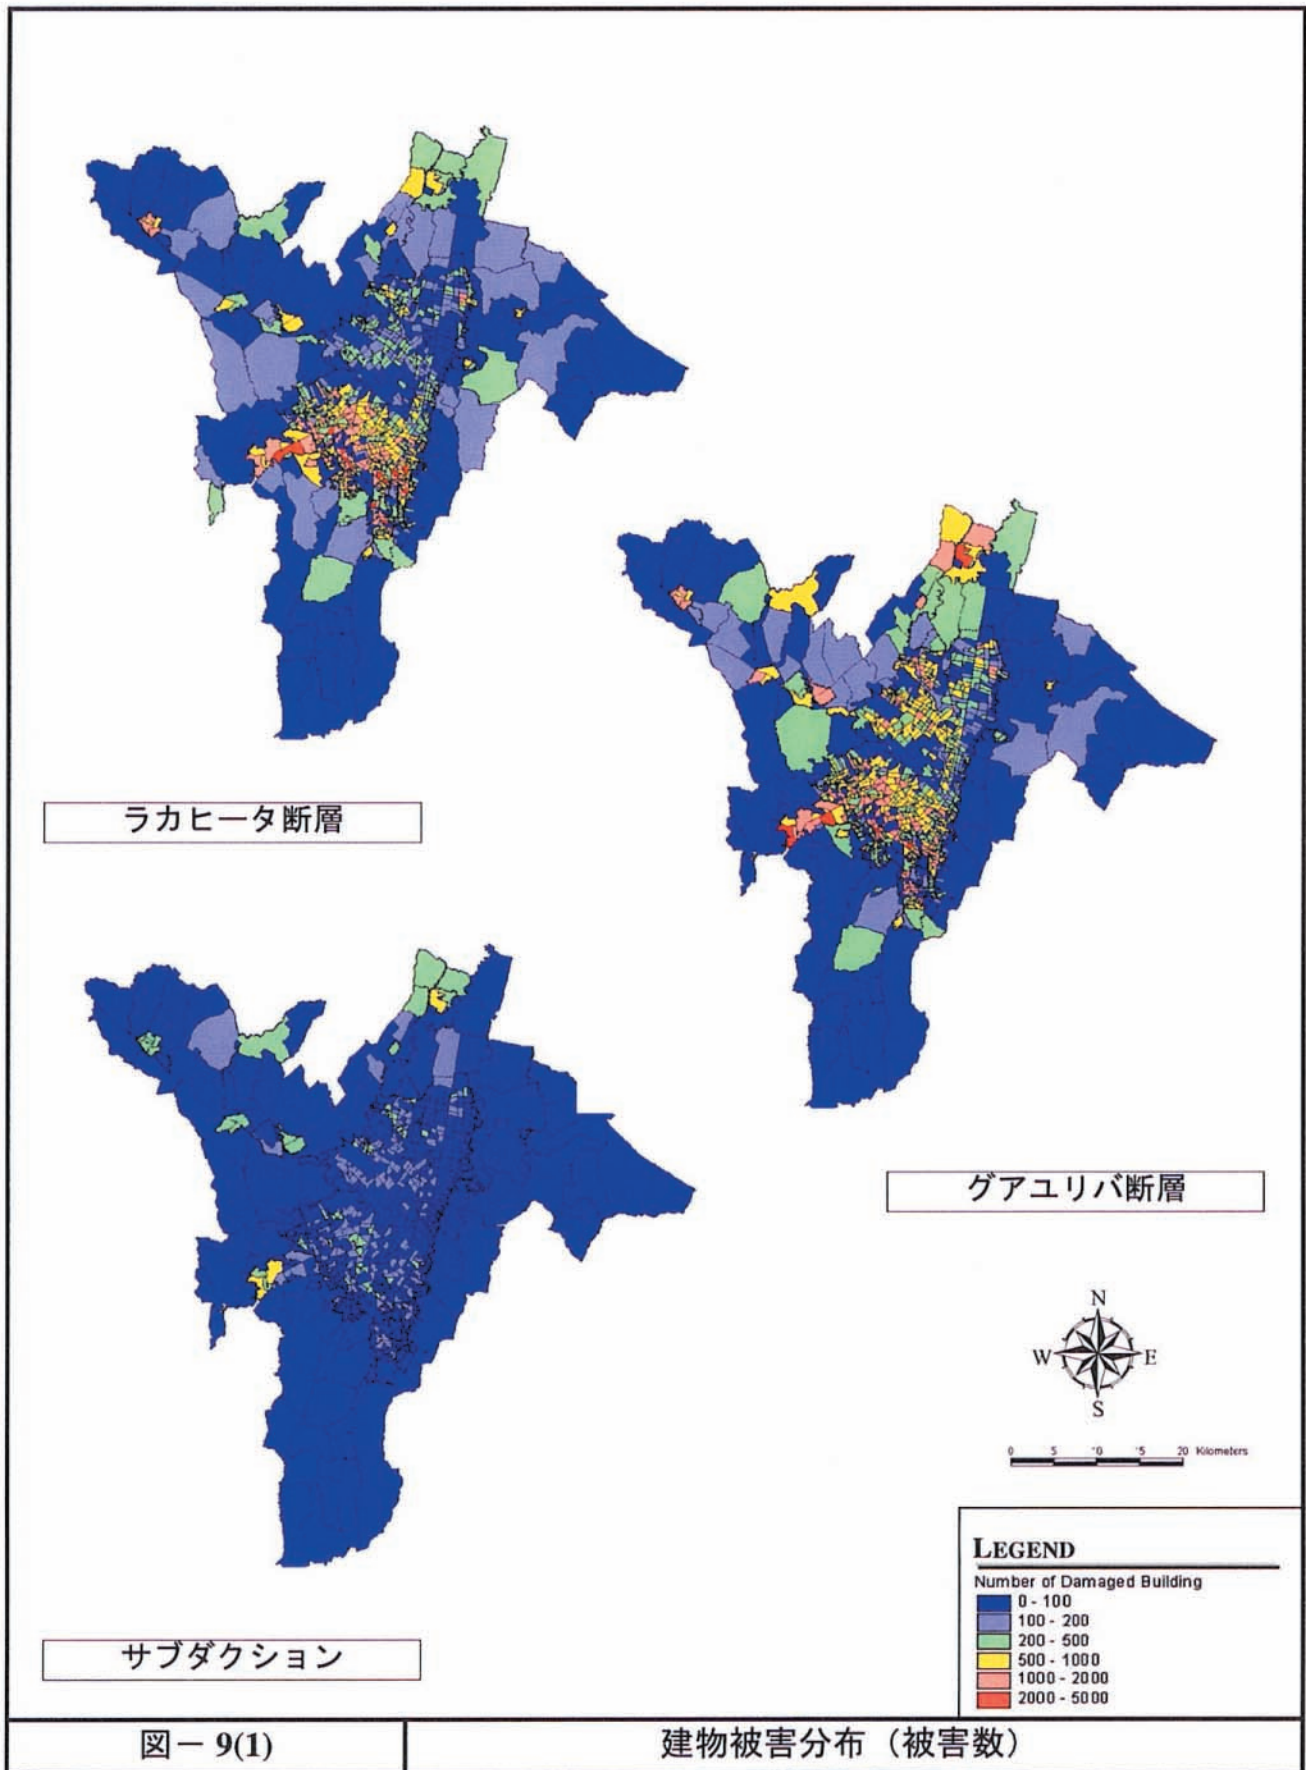 ラカヒータ断層
グアユリバ断層
サブダクション
N
W E
S
0 5 10 15 20 Kilometers
LEGEND
Number of Damaged Building
0 - 100
100 - 200
200 - 500
500 - 1000
1000 - 2000
2000 - 5000
図－9(1)
建物被害分布（被害数）